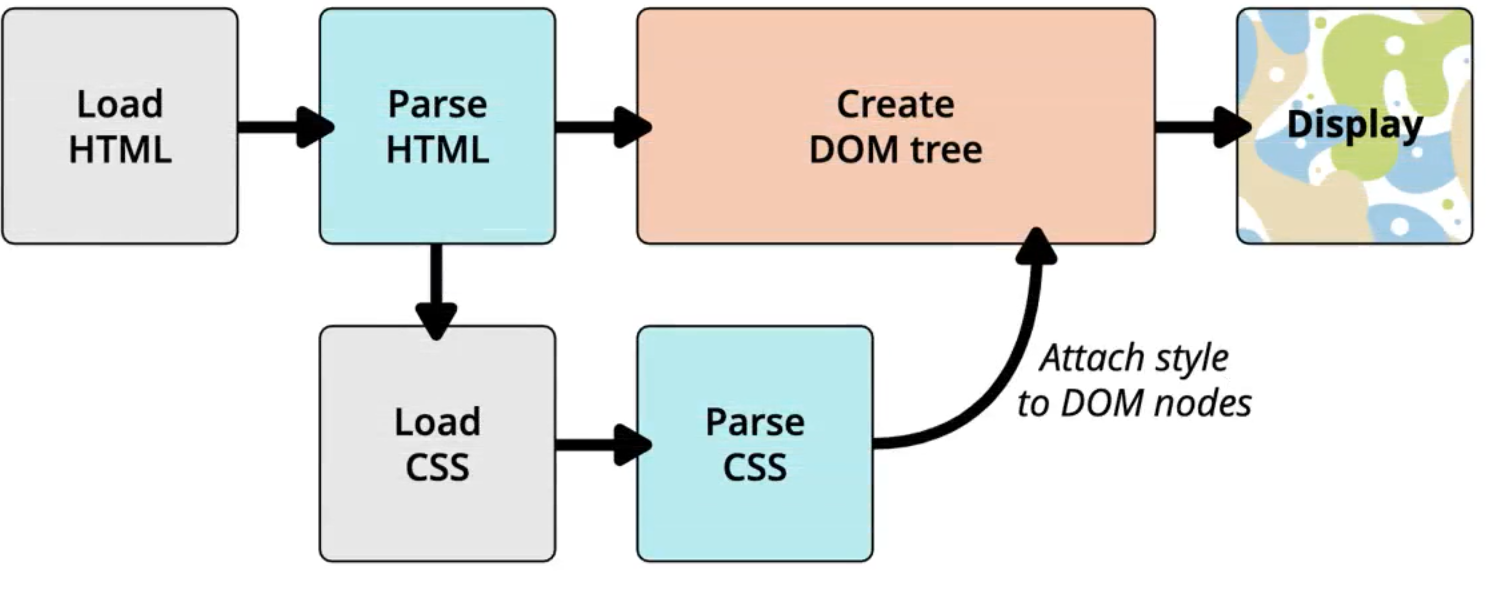 Load
HTML
Parse
HTML
Create
DOM tree
Display
Load
CSS
Parse
CSS
Attach style
to DOM nodes